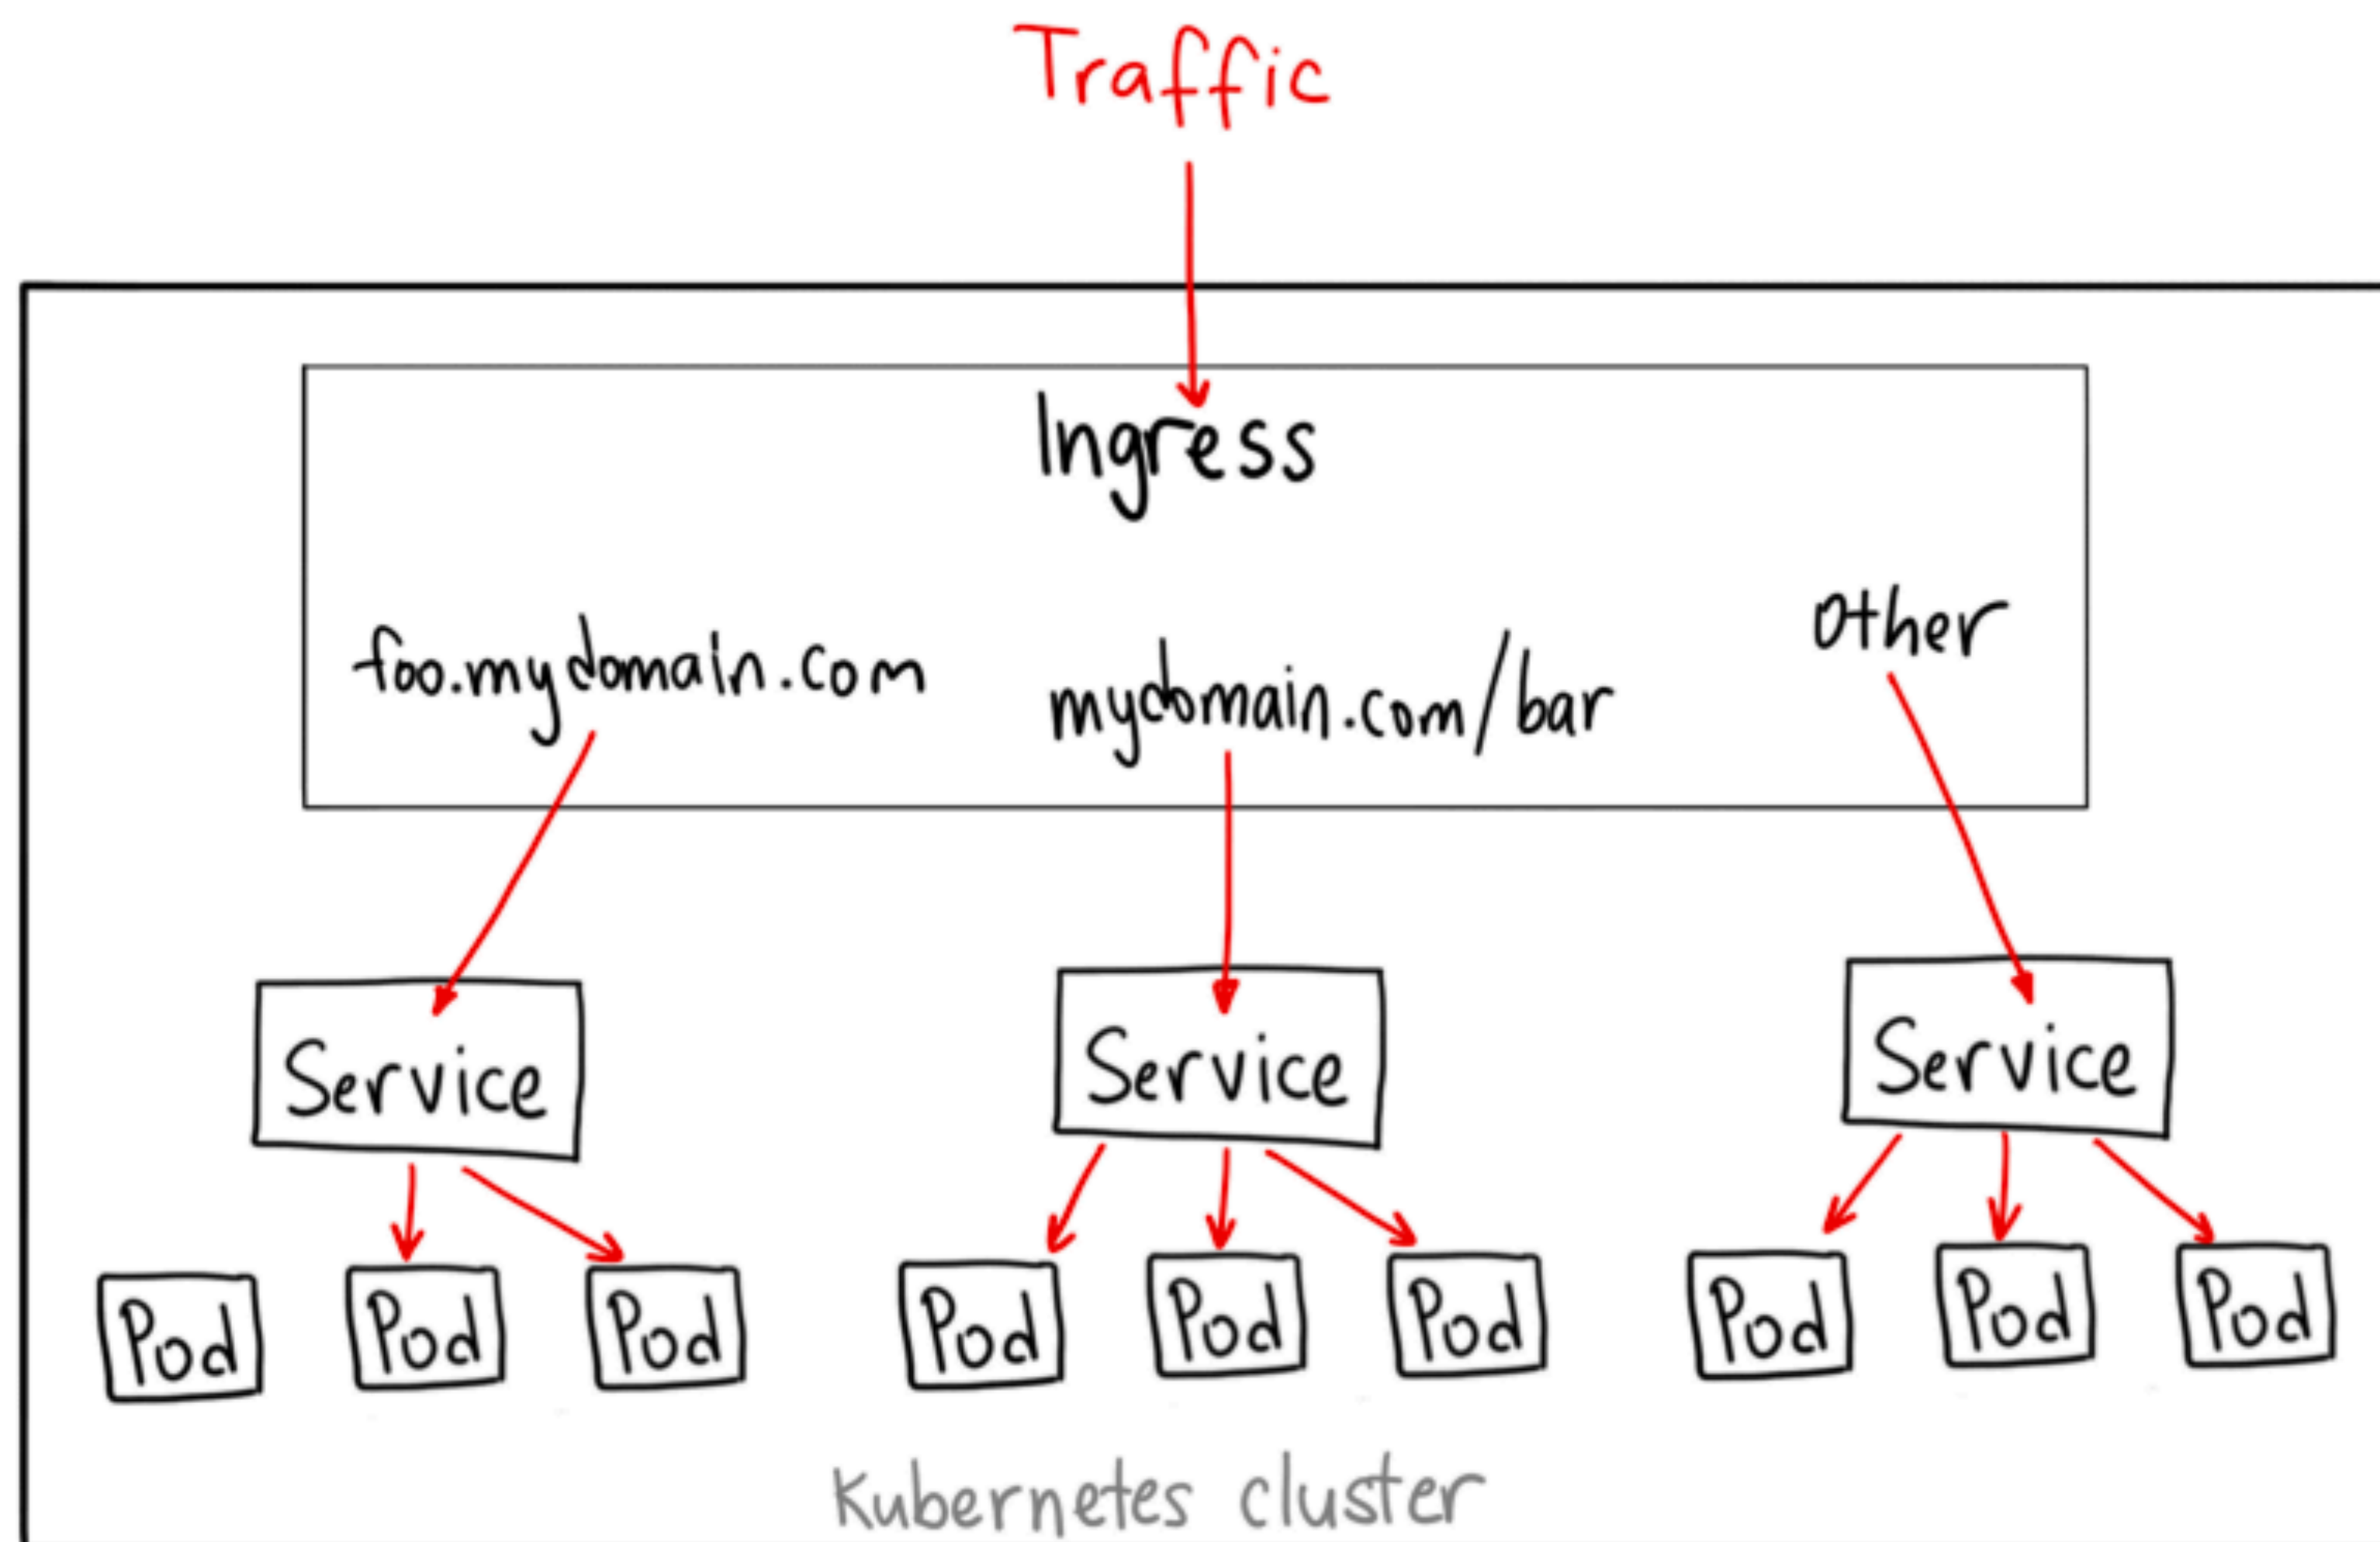 Traffic
Ingress
foo.mydomain.com
mydomain.com/bar
other
Service
Service
Service
Pod
Pod
Pod
Pod
Pod
Pod
Pod
Pod
Pod
Kubernetes cluster